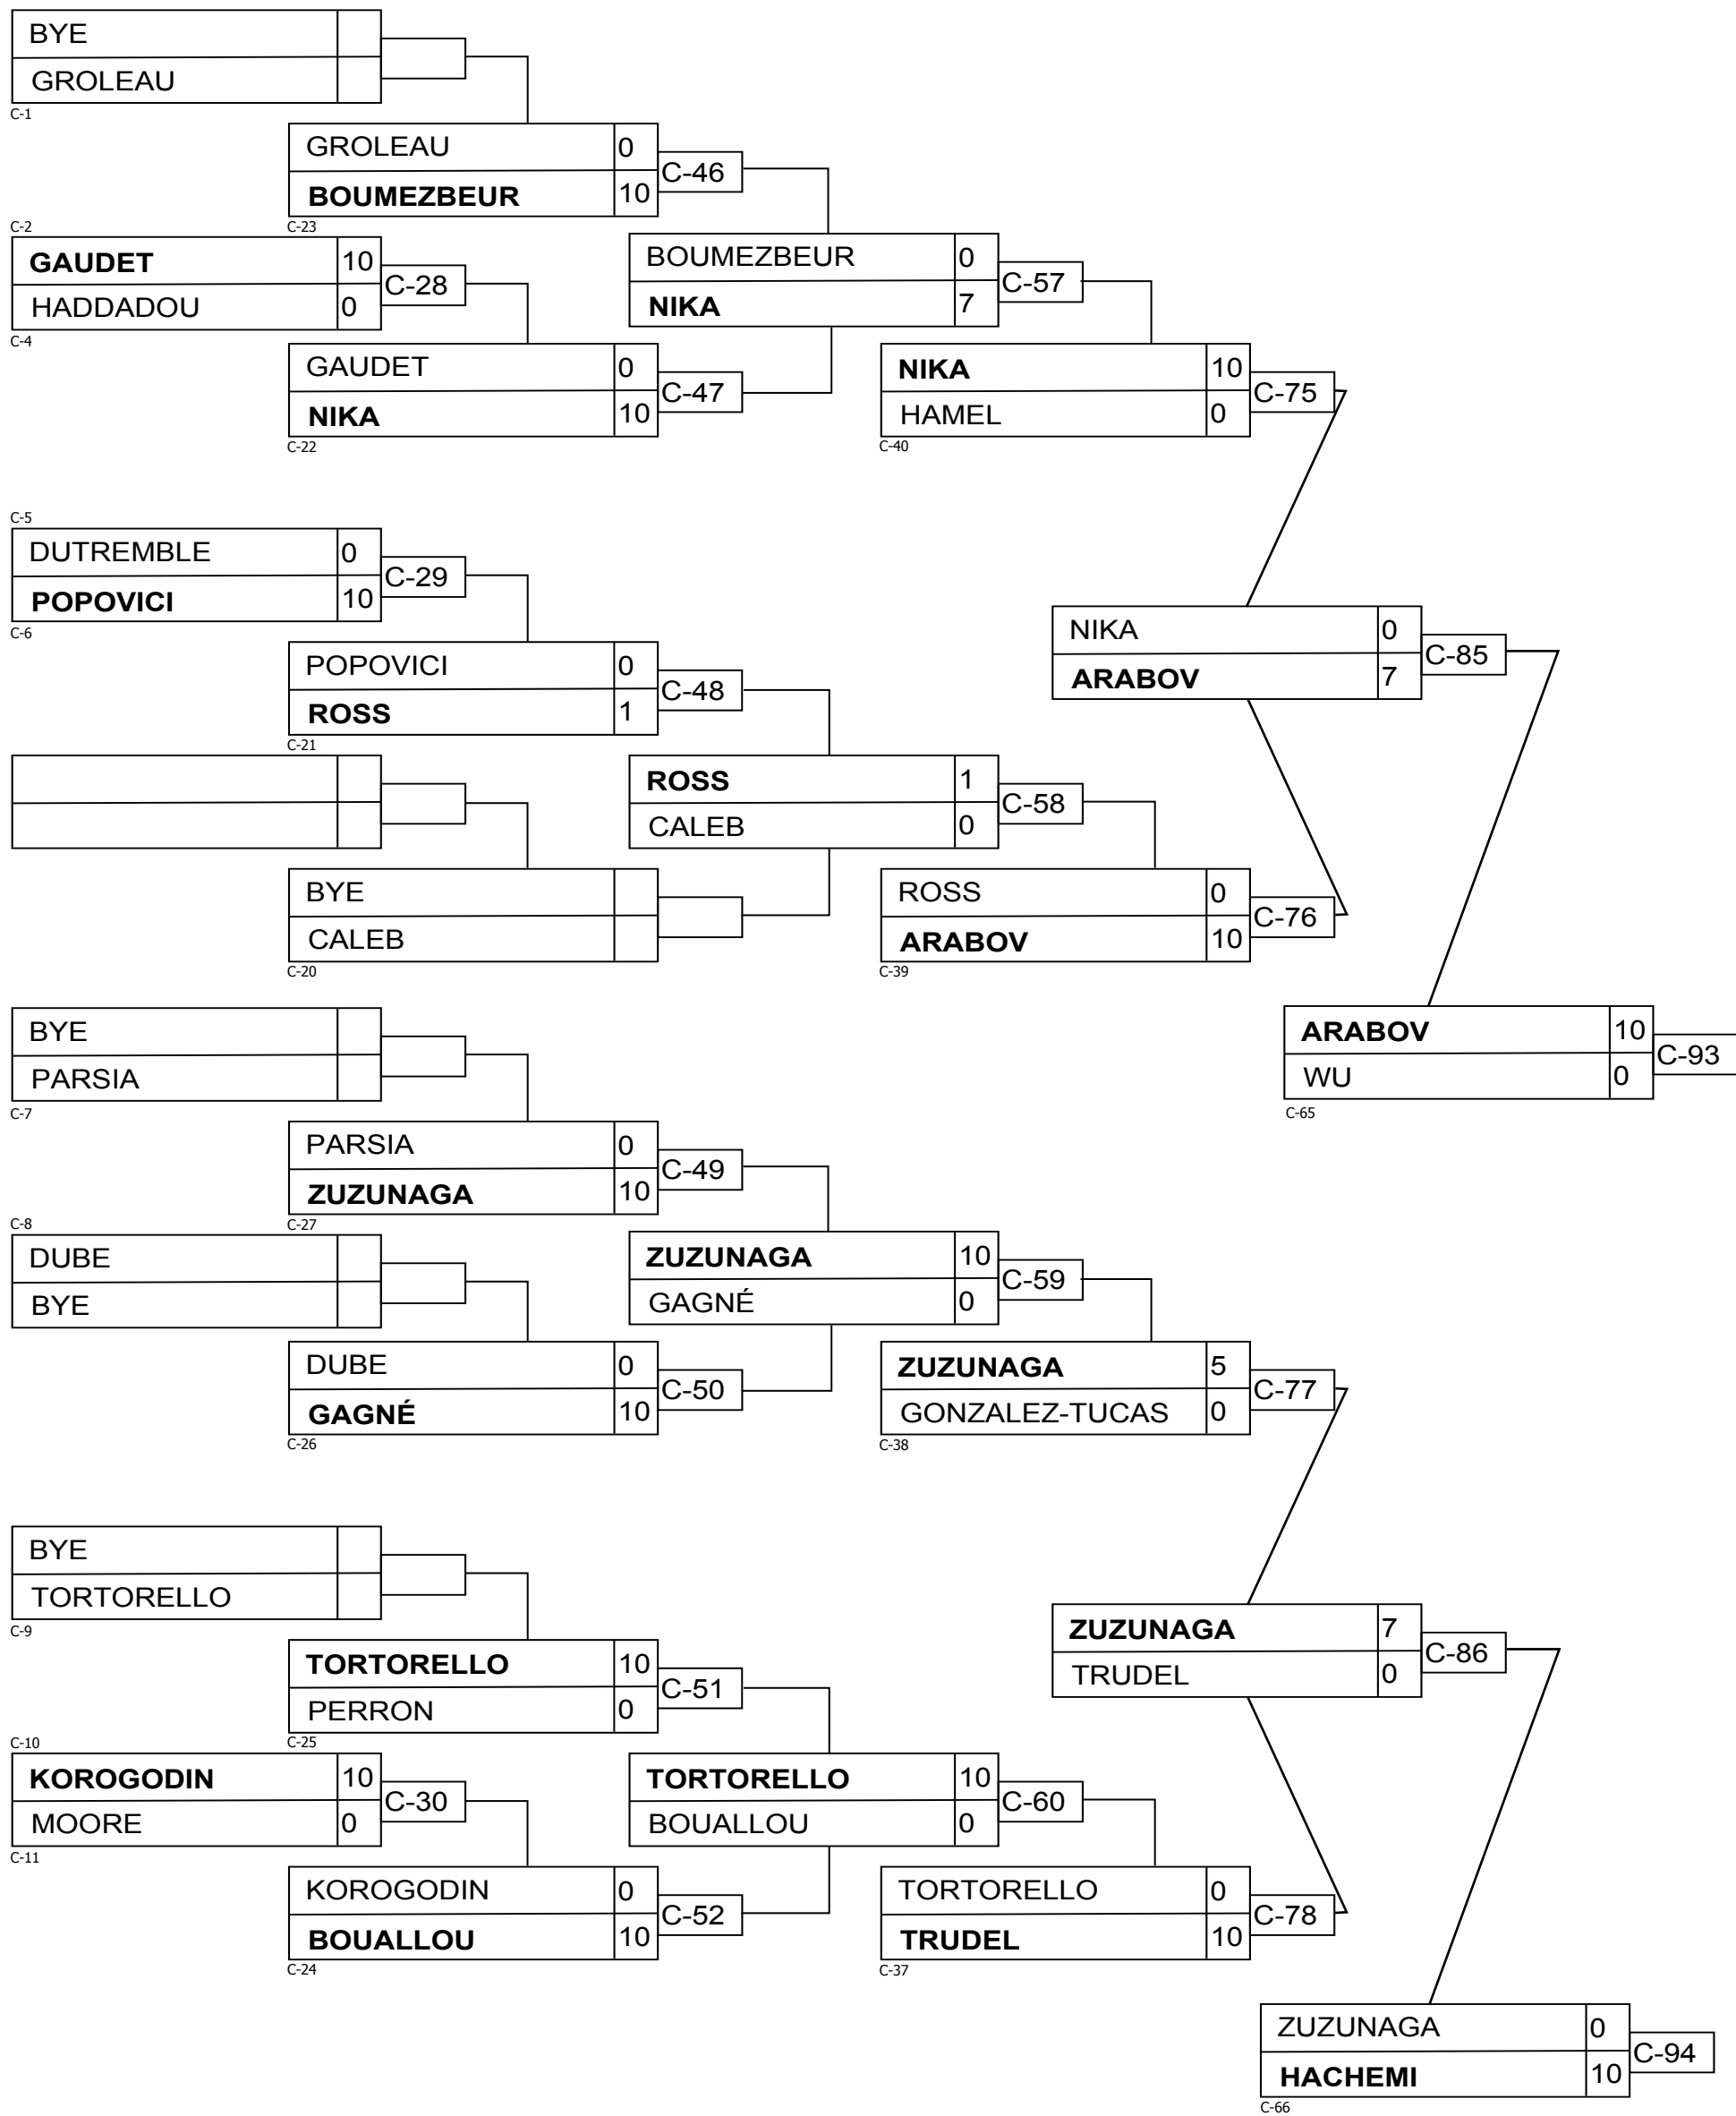 BYE
GROLEAU
C-1
GROLEAU 0
BOUMEZBEUR 10
C-46
C-23
C-2
GAUDET 10
HADDADOU 0
C-28
C-4
BOUMEZBEUR 0
NIKA 7
C-57
GAUDET 0
NIKA 10
C-47
C-22
NIKA 10
HAMEL 0
C-75
C-40
C-5
DUTREMBLE 0
POPOVICI 10
C-29
C-6
NIKA 0
ARABOV 7
C-85
POPOVICI 0
ROSS 1
C-48
C-21
ROSS 1
CALEB 0
C-58
BYE
CALEB
C-20
ROSS 0
ARABOV 10
C-76
C-39
BYE
PARSIA
C-7
ARABOV 10
WU 0
C-93
C-65
PARSIA 0
ZUZUNAGA 10
C-49
C-27
C-8
DUBE
BYE
ZUZUNAGA 10
GAGNÉ 0
C-59
DUBE 0
GAGNÉ 10
C-50
C-26
ZUZUNAGA 5
GONZALEZ-TUCAS 0
C-77
C-38
BYE
TORTORELLO
C-9
ZUZUNAGA 7
TRUDEL 0
C-86
TORTORELLO 10
PERRON 0
C-51
C-25
C-10
KOROGODIN 10
MOORE 0
C-30
C-11
TORTORELLO 10
BOUALLOU 0
C-60
KOROGODIN 0
BOUALLOU 10
C-52
C-24
TORTORELLO 0
TRUDEL 10
C-78
C-37
ZUZUNAGA 0
HACHEMI 10
C-94
C-66